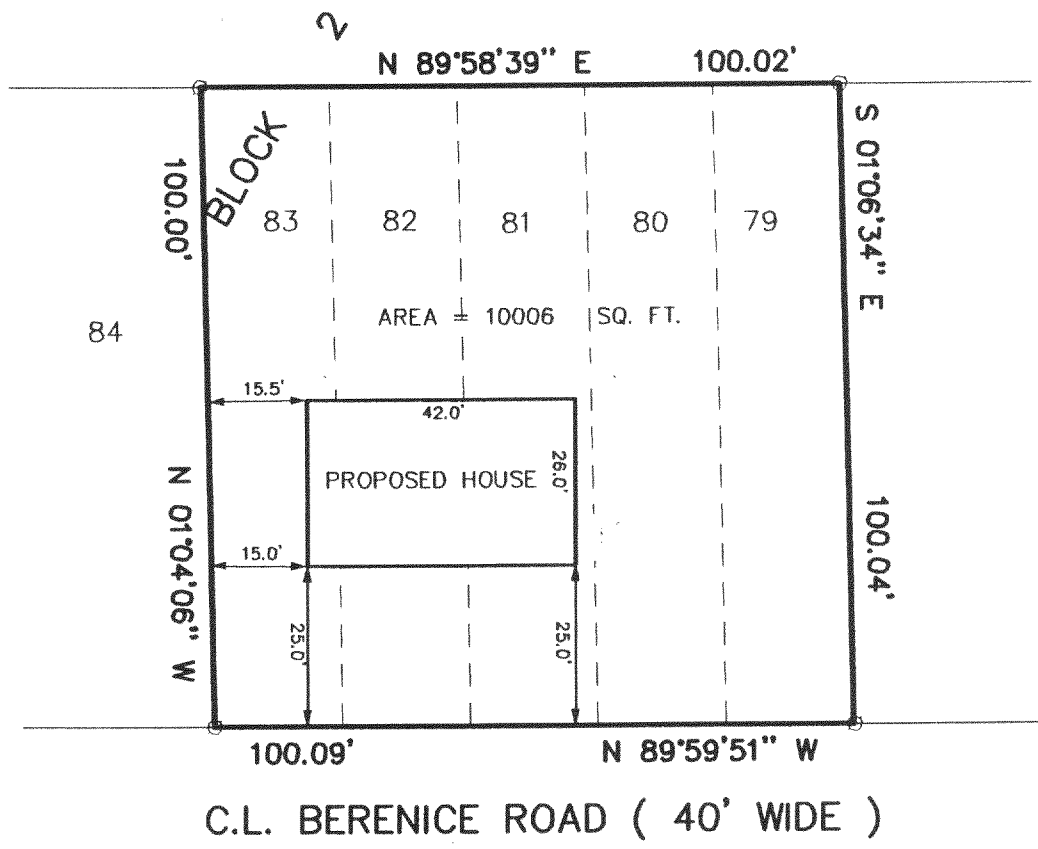 2
N 89°58'39" E 100.02'
BLOCK
100.00'
S 01°06'34" E
83 82 81 80 79
AREA = 10006 SQ. FT.
84
15.5'
42.0'
PROPOSED HOUSE
26.0'
N 01°04'06" W
100.04'
15.0'
25.0'
25.0'
100.09' N 89°59'51" W
C.L. BERENICE ROAD ( 40' WIDE )